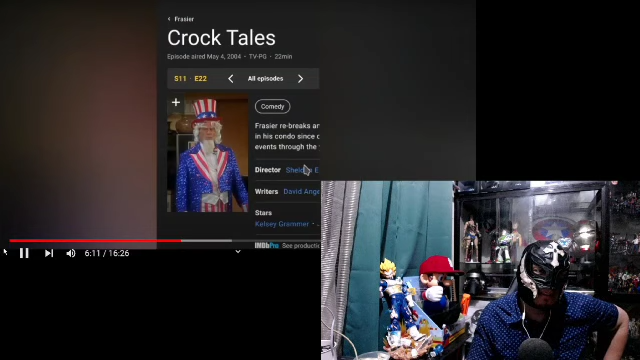 Frasier
Crock Tales
Episode aired May 4, 2004 • TV-PG • 22min
S11 • E22
All episodes
Comedy
Frasier re-breaks an
in his condo since
events through the
Director
Writers David Ange
Stars
Kelsey Grammer •
IMDbPro See producti
6:11 / 16:26